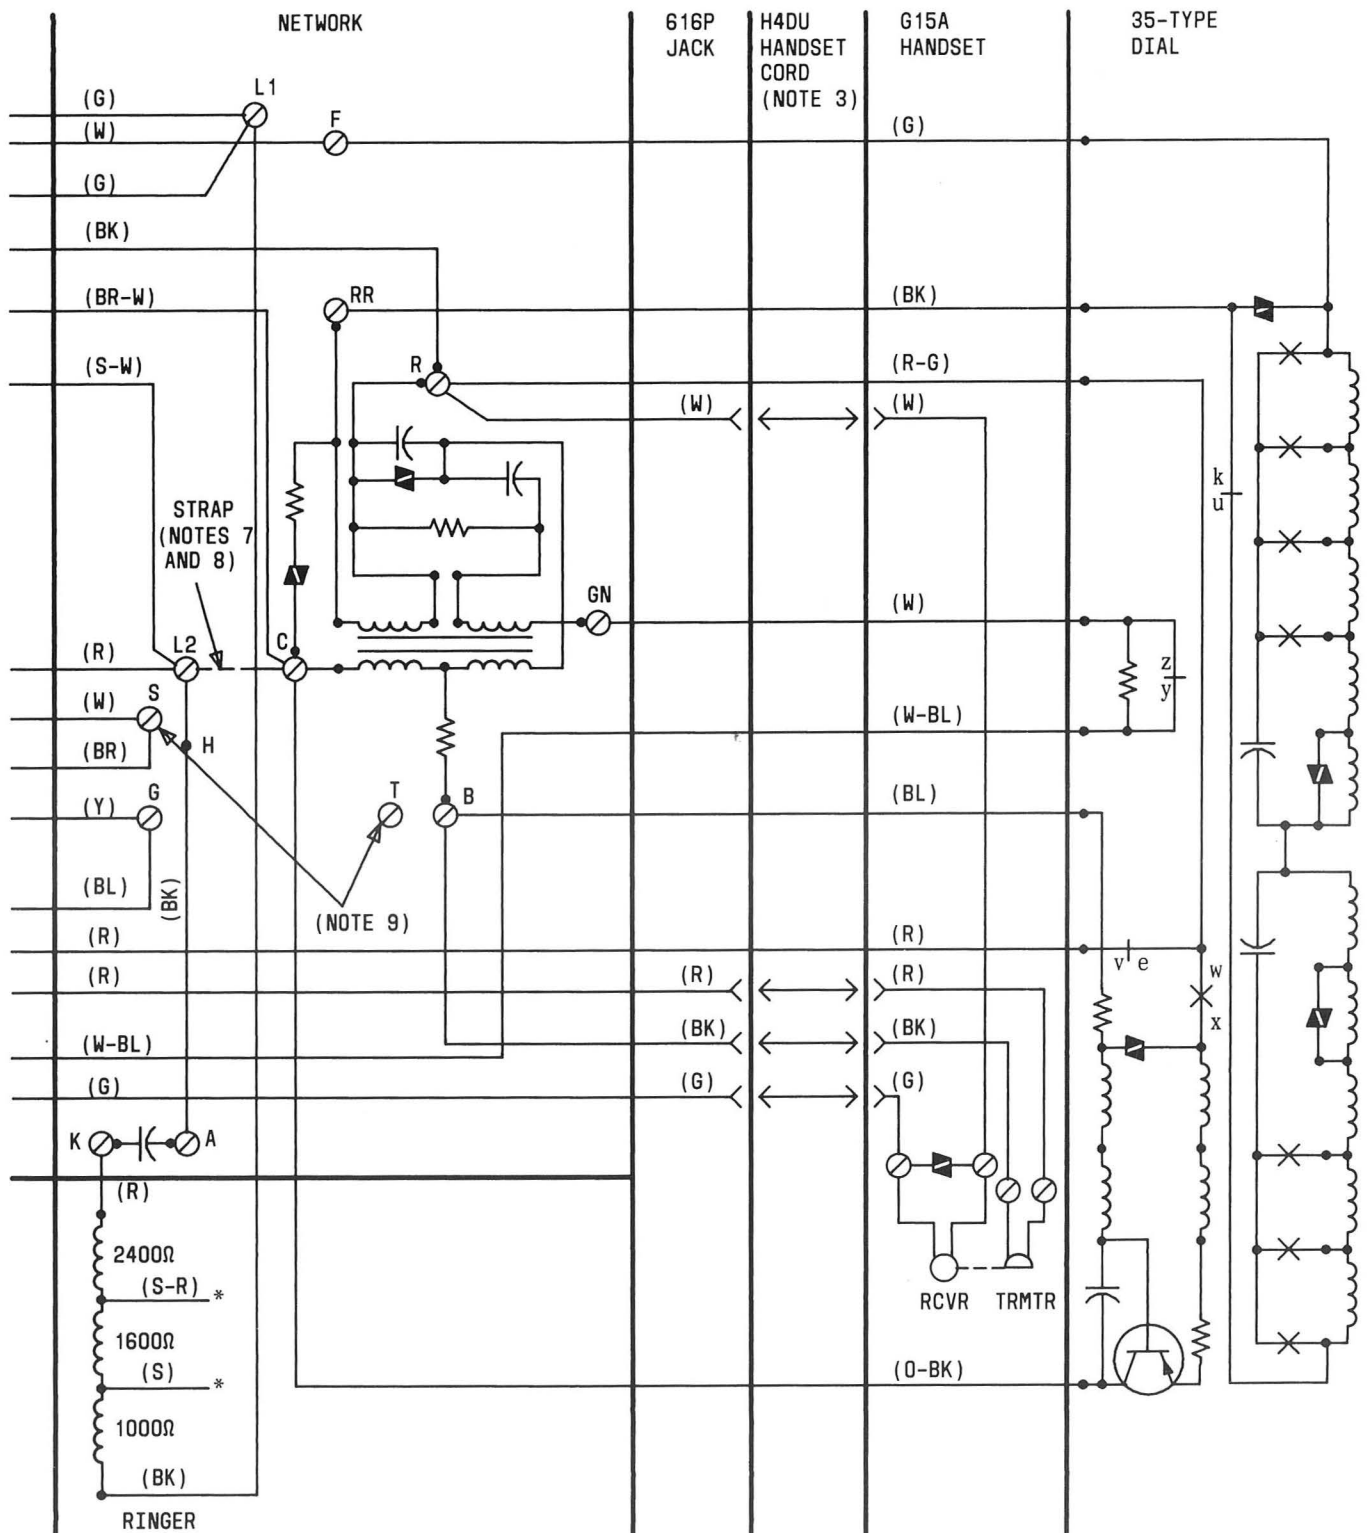 NETWORK
616P
JACK
H4DU
HANDSET
CORD
(NOTE 3)
G15A
HANDSET
35-TYPE
DIAL
L1
(G)
(W)
F
(G)
(G)
(BK)
(BR-W)
RR
(BK)
(S-W)
R
(R-G)
(W)
(W)
k
u
STRAP
(NOTES 7
AND 8)
GN
(W)
C
L2
(R)
z
y
S
(W)
(W-BL)
H
(BR)
G
T
B
(Y)
(BL)
(BL)
(BK)
(NOTE 9)
(R)
(R)
v e
w
(R)
(R)
(R)
x
(BK)
(BK)
(W-BL)
(G)
(G)
(G)
K
A
(R)
2400Ω
(S-R) *
RCVR
TRMTR
1600Ω
(S) *
(O-BK)
1000Ω
(BK)
RINGER